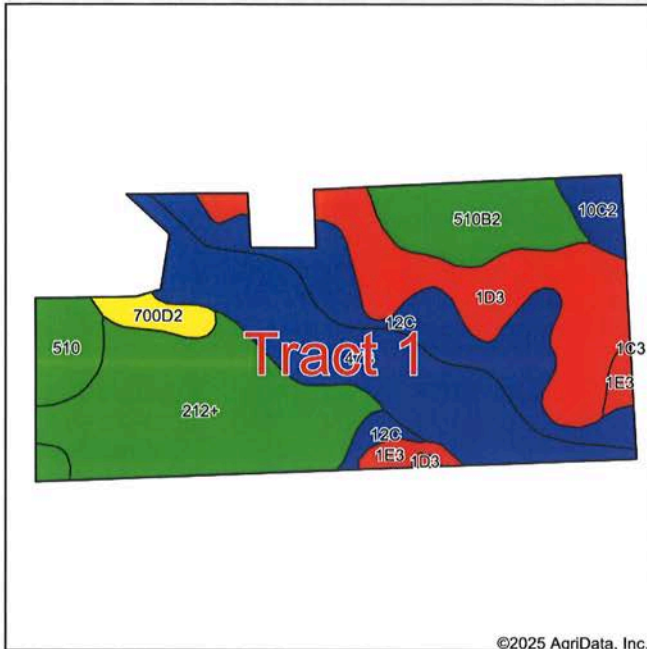 10C2
510B2
1D3
700D2
12C
510
Tract 1
1C3
1E3
212+
12C
1E3
1D3
©2025 AgriData, Inc.